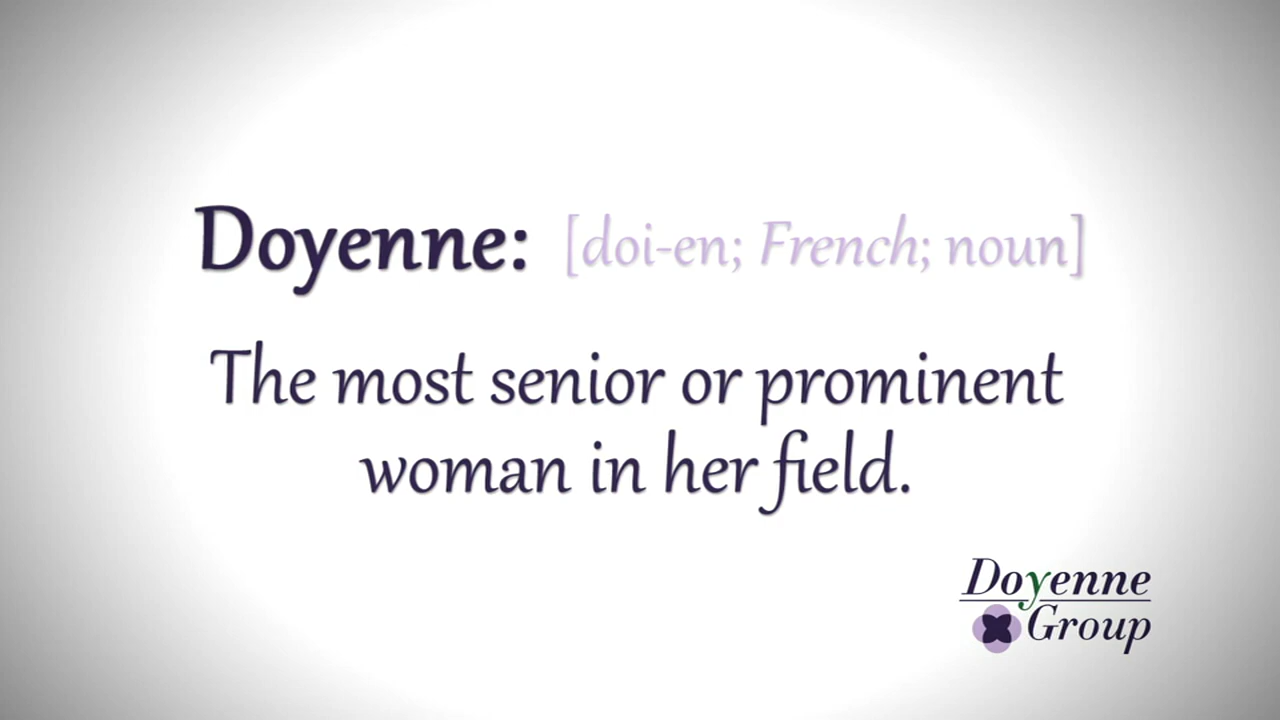 Doyenne: [doi-en; French; noun]
The most senior or prominent
woman in her field.
Doyenne
Group